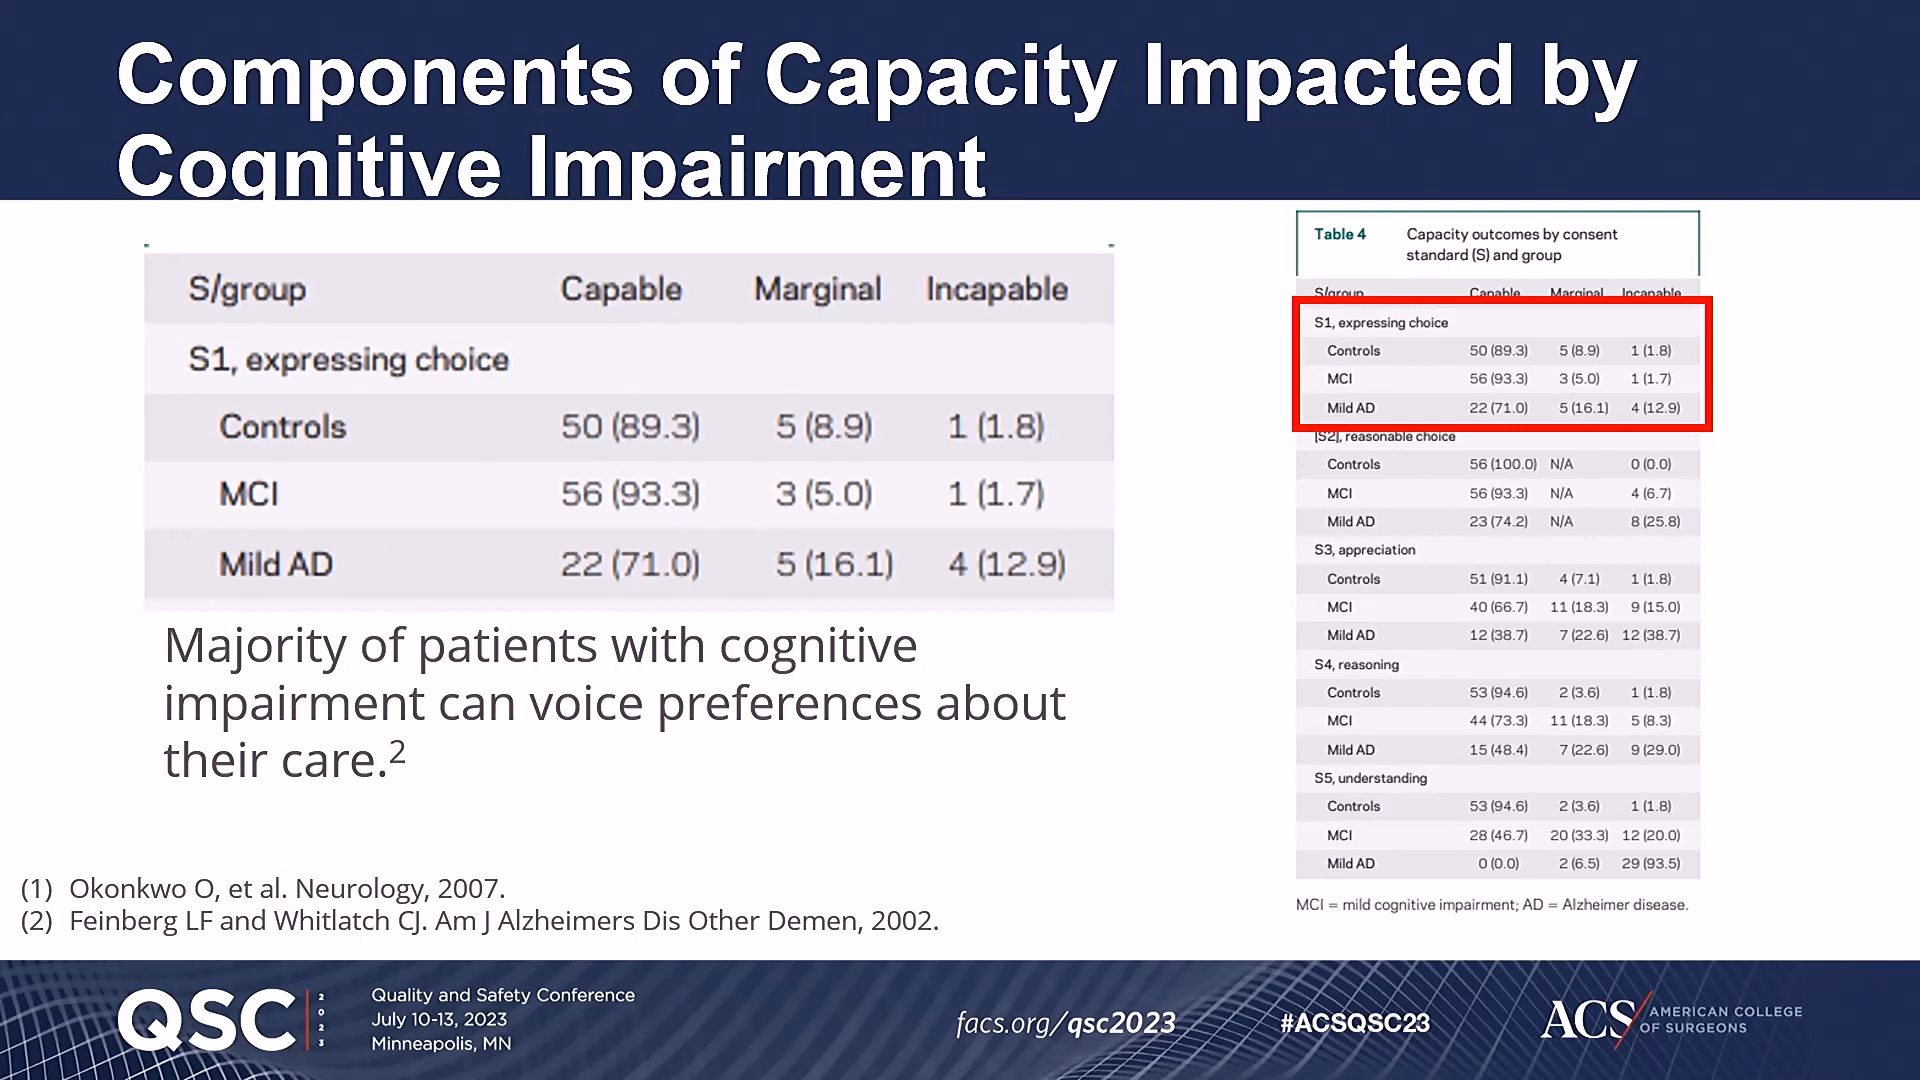 Components of Capacity Impacted by
Cognitive Impairment
S/group Capable Marginal Incapable
S1, expressing choice
Controls 50 (89.3) 5 (8.9) 1 (1.8)
MCI 56 (93.3) 3 (5.0) 1 (1.7)
Mild AD 22 (71.0) 5 (16.1) 4 (12.9)
Majority of patients with cognitive
impairment can voice preferences about
their care.2
(1) Okonkwo O, et al. Neurology, 2007.
(2) Feinberg LF and Whitlatch CJ. Am J Alzheimers Dis Other Demen, 2002.
Table 4 Capacity outcomes by consent
standard (S) and group
S/group Capable Marginal Incapable
S1, expressing choice
Controls 50 (89.3) 5 (8.9) 1 (1.8)
MCI 56 (93.3) 3 (5.0) 1 (1.7)
Mild AD 22 (71.0) 5 (16.1) 4 (12.9)
[S2], reasonable choice
Controls 56 (100.0) N/A 0 (0.0)
MCI 56 (93.3) N/A 4 (6.7)
Mild AD 23 (74.2) N/A 8 (25.8)
S3, appreciation
Controls 51 (91.1) 4 (7.1) 1 (1.8)
MCI 40 (66.7) 11 (18.3) 9 (15.0)
Mild AD 12 (38.7) 7 (22.6) 12 (38.7)
S4, reasoning
Controls 53 (94.6) 2 (3.6) 1 (1.8)
MCI 44 (73.3) 11 (18.3) 5 (8.3)
Mild AD 15 (48.4) 7 (22.6) 9 (29.0)
S5, understanding
Controls 53 (94.6) 2 (3.6) 1 (1.8)
MCI 28 (46.7) 20 (33.3) 12 (20.0)
Mild AD 0 (0.0) 2 (6.5) 29 (93.5)
MCI = mild cognitive impairment; AD = Alzheimer disease.
QSC 2023
Quality and Safety Conference
July 10-13, 2023
Minneapolis, MN
facs.org/qsc2023
#ACSQSC23
ACS AMERICAN COLLEGE
OF SURGEONS